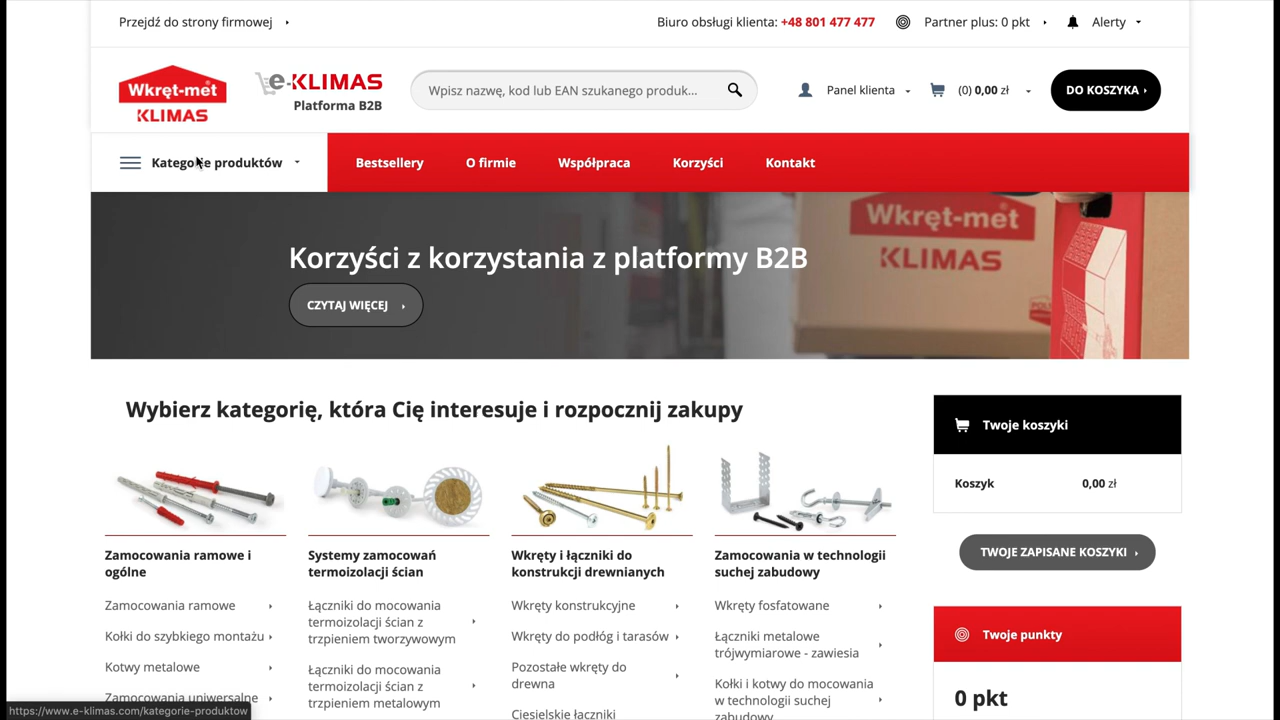 Przejdź do strony firmowej
Biuro obsługi klienta: +48 801 477 477
Partner plus: 0 pkt
Alerty
Wkręt-met
KLIMAS
e-KLIMAS
Platforma B2B
Wpisz nazwę, kod lub EAN szukanego produk...
Panel klienta
(0) 0,00 zł
DO KOSZYKA
Kategorie produktów
Bestsellery
O firmie
Współpraca
Korzyści
Kontakt
Wkręt-met
KLIMAS
Korzyści z korzystania z platformy B2B
CZYTAJ WIĘCEJ
Wybierz kategorię, która Cię interesuje i rozpocznij zakupy
Zamocowania ramowe i
ogólne
Zamocowania ramowe
Kołki do szybkiego montażu
Kotwy metalowe
Zamocowania uniwersalne
Systemy zamocowań
termoizolacji ścian
Łączniki do mocowania
termoizolacji ścian z
trzpieniem tworzywowym
Łączniki do mocowania
termoizolacji ścian z
trzpieniem metalowym
Wkręty i łączniki do
konstrukcji drewnianych
Wkręty konstrukcyjne
Wkręty do podłóg i tarasów
Pozostałe wkręty do
drewna
Ciesielskie łączniki
Zamocowania w technologii
suchej zabudowy
Wkręty fosfatowane
Łączniki metalowe
trójwymiarowe - zawiesia
Kołki i kotwy do mocowania
w technologii suchej
zabudowy
Twoje koszyki
Koszyk
0,00 zł
TWOJE ZAPISANE KOSZYKI
Twoje punkty
0 pkt
https://www.e-klimas.com/kategorie-produktow